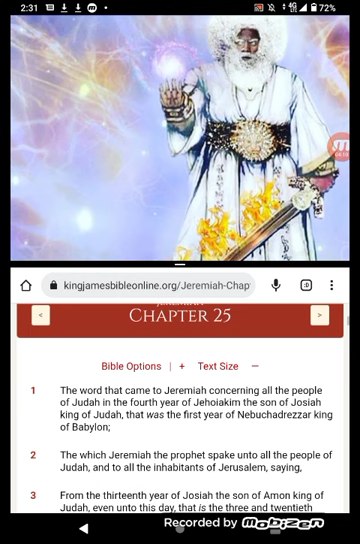 2:31
4G
72%
kingjamesbibleonline.org/Jeremiah-Chap
CHAPTER 25
<
>
Bible Options | + Text Size −
1 The word that came to Jeremiah concerning all the people
of Judah in the fourth year of Jehoiakim the son of Josiah
king of Judah, that was the first year of Nebuchadrezzar king
of Babylon;
2 The which Jeremiah the prophet spake unto all the people of
Judah, and to all the inhabitants of Jerusalem, saying,
3 From the thirteenth year of Josiah the son of Amon king of
Judah, even unto this day, that is the three and twentieth
Recorded by Mobizen